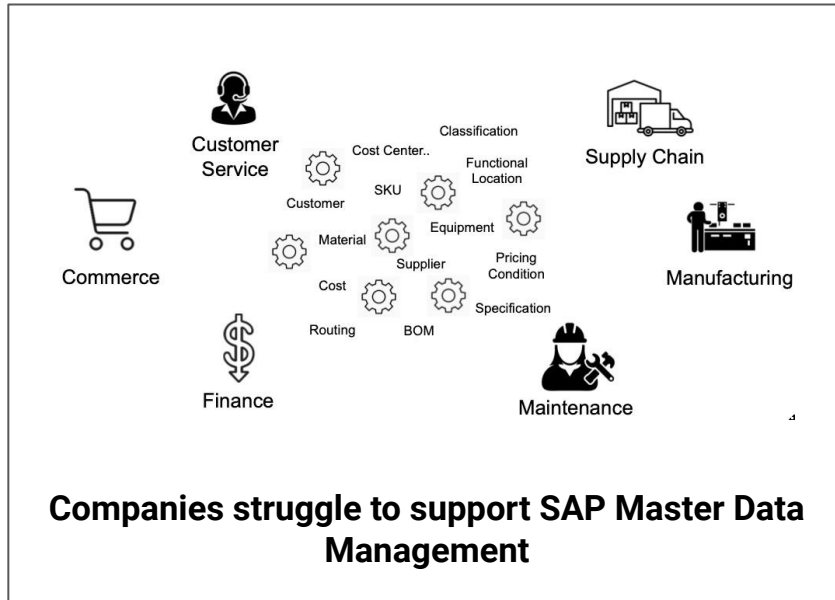 Customer
Service
Commerce
Finance
Cost Center..
Classification
SKU
Functional
Location
Customer
Material
Equipment
Supplier
Pricing
Condition
Cost
Specification
Routing
BOM
Supply Chain
Manufacturing
Maintenance
Companies struggle to support SAP Master Data
Management